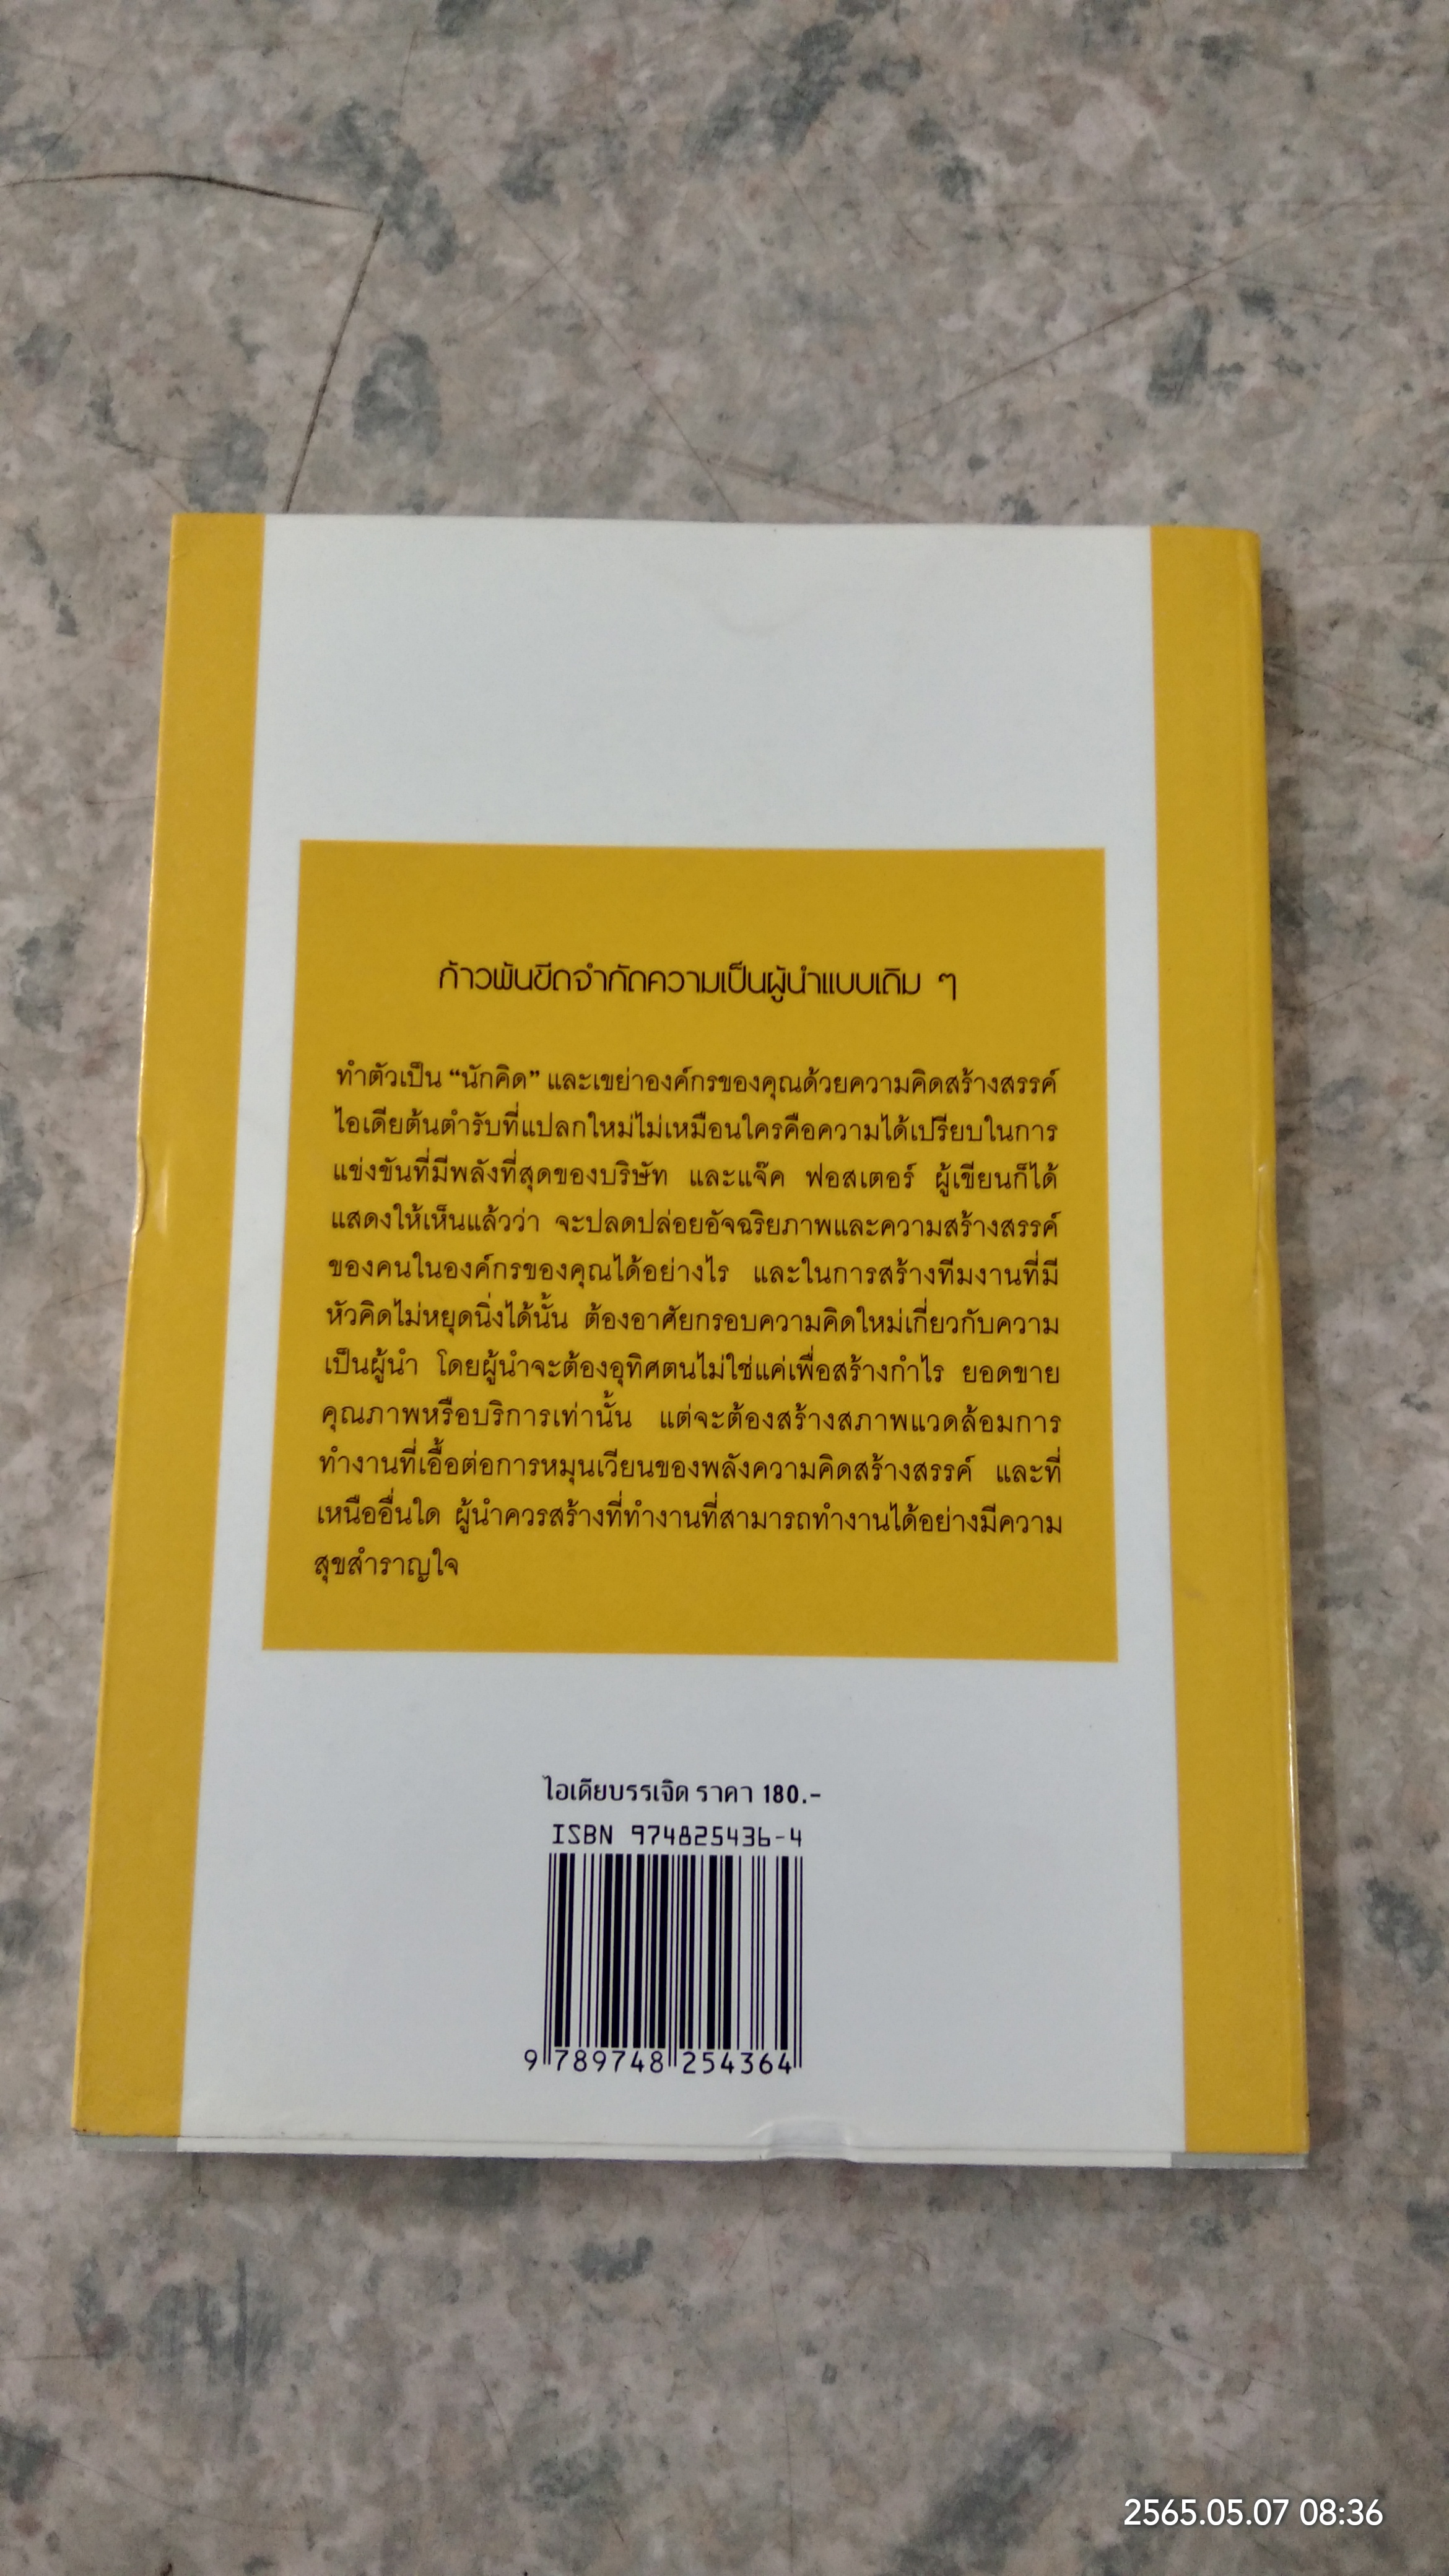 ก้าวพ้นขีดจำกัดความเป็นผู้นำแบบเดิม ๆ
ทำตัวเป็น “นักคิด” และเขย่าองค์กรของคุณด้วยความคิดสร้างสรรค์
ไอเดียต้นตำรับที่แปลกใหม่ไม่เหมือนใครคือความได้เปรียบในการ
แข่งขันที่มีพลังที่สุดของบริษัท และแจ๊ค ฟอสเตอร์ ผู้เขียนก็ได้
แสดงให้เห็นแล้วว่า จะปลดปล่อยอัจฉริยภาพและความสร้างสรรค์
ของคนในองค์กรของคุณได้อย่างไร และในการสร้างทีมงานที่มี
หัวคิดไม่หยุดนิ่งได้นั้น ต้องอาศัยกรอบความคิดใหม่เกี่ยวกับความ
เป็นผู้นำ โดยผู้นำจะต้องอุทิศตนไม่ใช่แค่เพื่อสร้างกำไร ยอดขาย
คุณภาพหรือบริการเท่านั้น แต่จะต้องสร้างสภาพแวดล้อมการ
ทำงานที่เอื้อต่อการหมุนเวียนของพลังความคิดสร้างสรรค์ และที่
เหนืออื่นใด ผู้นำควรสร้างที่ทำงานที่สามารถทำงานได้อย่างมีความ
สุขสำราญใจ
ไอเดียบรรเจิด ราคา 180.-
ISBN 974825436-4
9 789748 254364
2565.05.07 08:36